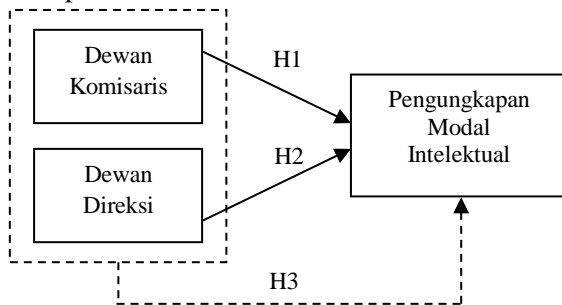 Dewan
Komisaris
H1
Pengungkapan
Modal
Intelektual
H2
Dewan
Direksi
H3